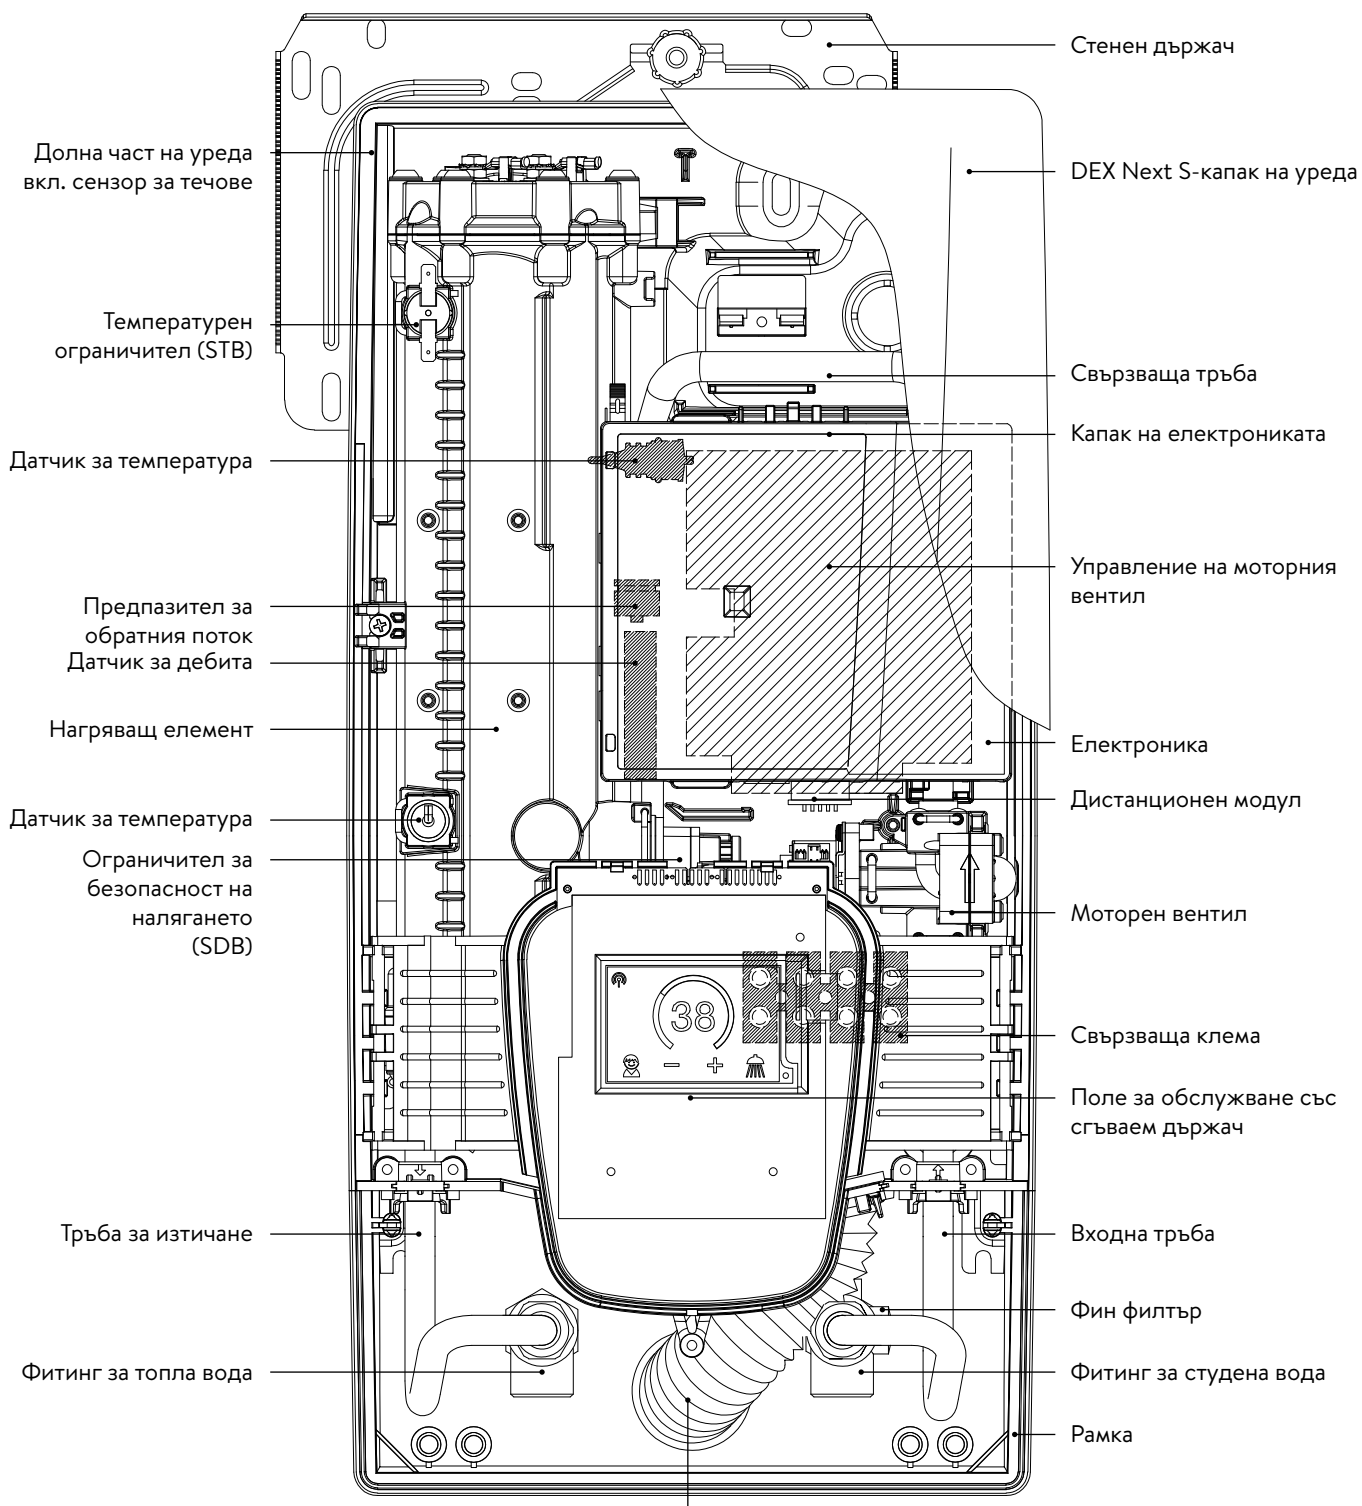 Стенен държач
Долна част на уреда
вкл. сензор за течове
DEX Next S-капак на уреда
Температурен
ограничител (STB)
Свързваща тръба
Капак на електрониката
Датчик за температура
Управление на моторния
вентил
Предпазител за
обратния поток
Датчик за дебита
Нагряващ елемент
Електроника
Дистанционен модул
Датчик за температура
Ограничител за
безопасност на
налягането
(SDB)
Моторен вентил
38
Свързваща клема
Поле за обслужване със
сгъваем държач
Тръба за изтичане
Входна тръба
Фин филтър
Фитинг за топла вода
Фитинг за студена вода
Рамка